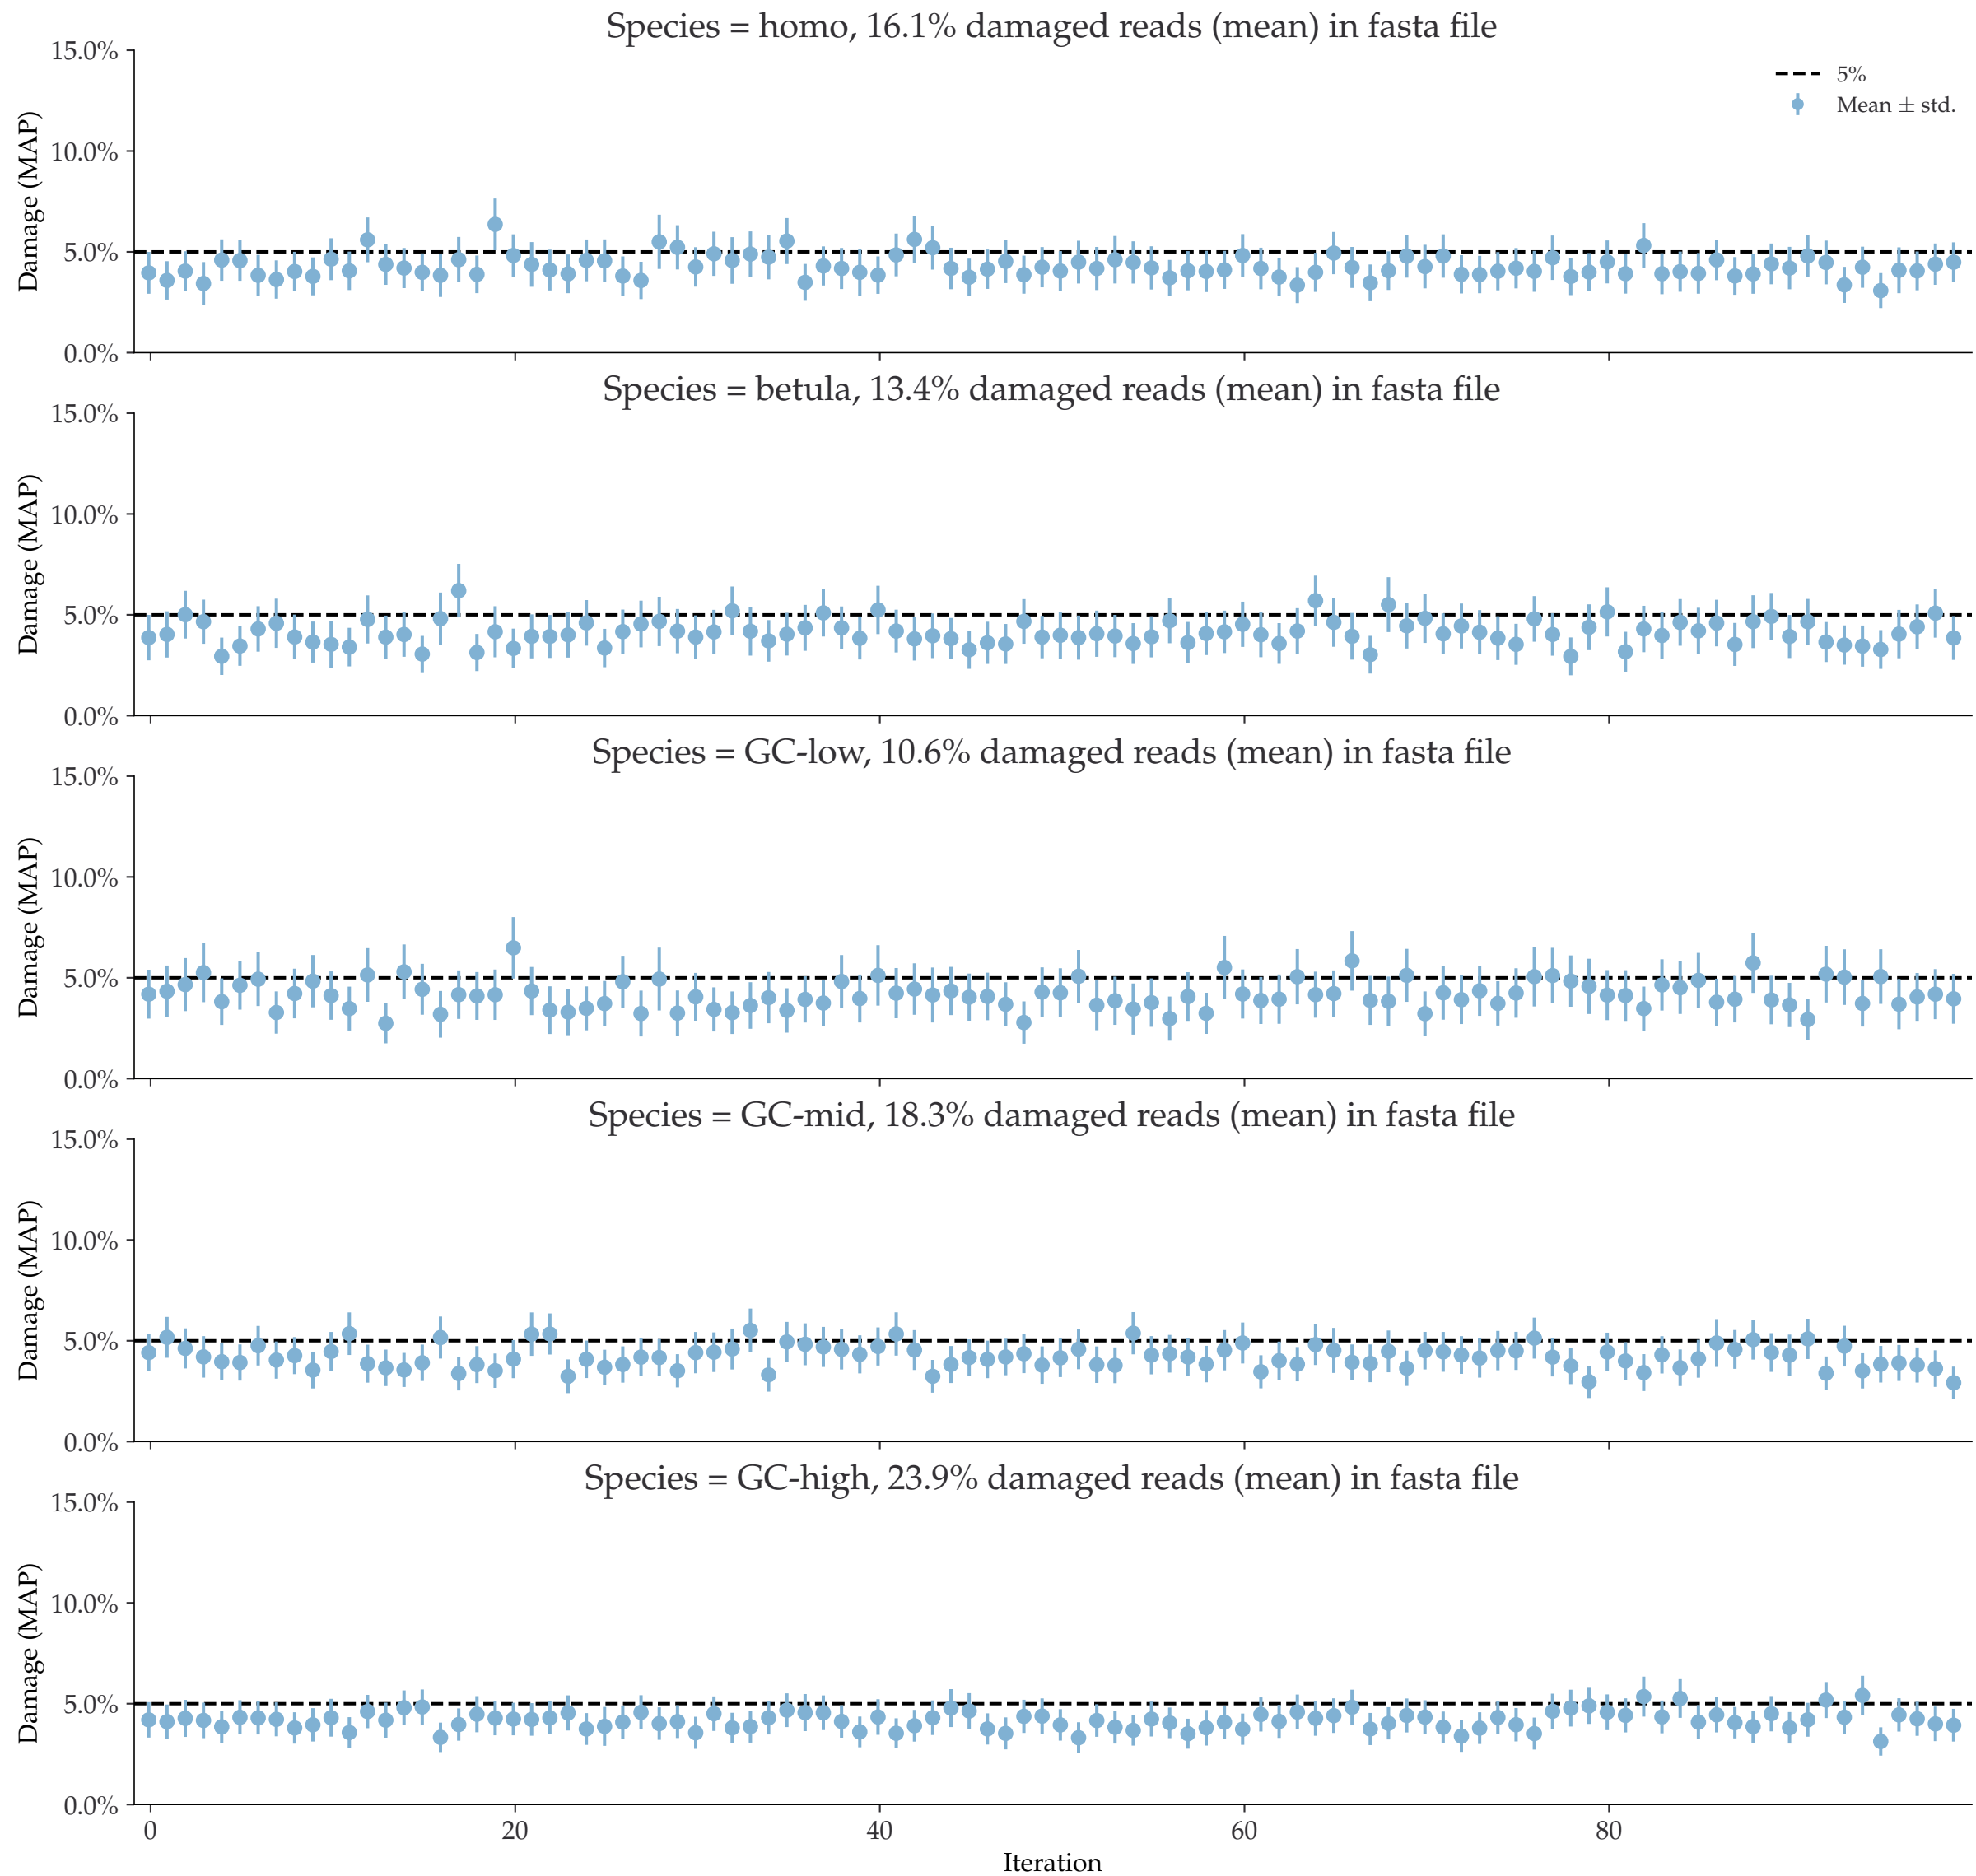 Species = homo, 16.1% damaged reads (mean) in fasta file
15.0%
10.0%
5.0%
0.0%
Damage (MAP)
5%
Mean ± std.
Species = betula, 13.4% damaged reads (mean) in fasta file
15.0%
10.0%
5.0%
0.0%
Damage (MAP)
Species = GC-low, 10.6% damaged reads (mean) in fasta file
15.0%
10.0%
5.0%
0.0%
Damage (MAP)
Species = GC-mid, 18.3% damaged reads (mean) in fasta file
15.0%
10.0%
5.0%
0.0%
Damage (MAP)
Species = GC-high, 23.9% damaged reads (mean) in fasta file
15.0%
10.0%
5.0%
0.0%
Damage (MAP)
0 20 40 60 80
Iteration